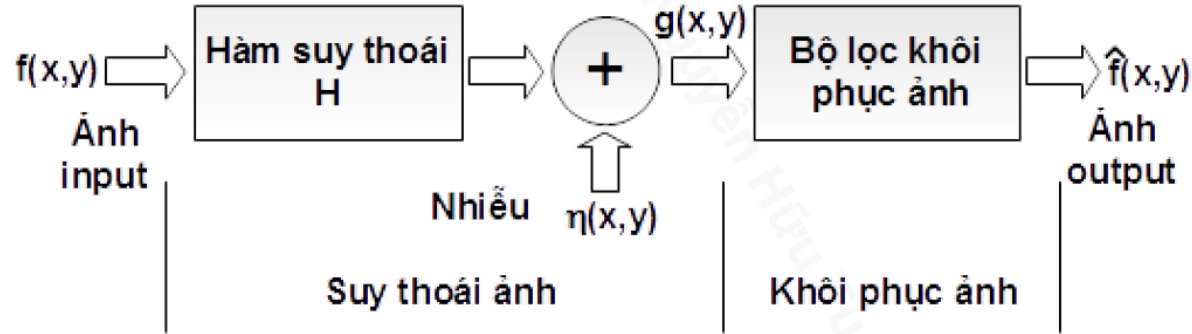 f(x,y)
Ảnh
input
Hàm suy thoái
H
+
g(x,y)
Nhiễu
η(x,y)
Bộ lọc khôi
phục ảnh
f̂(x,y)
Ảnh
output
Suy thoái ảnh
Khôi phục ảnh